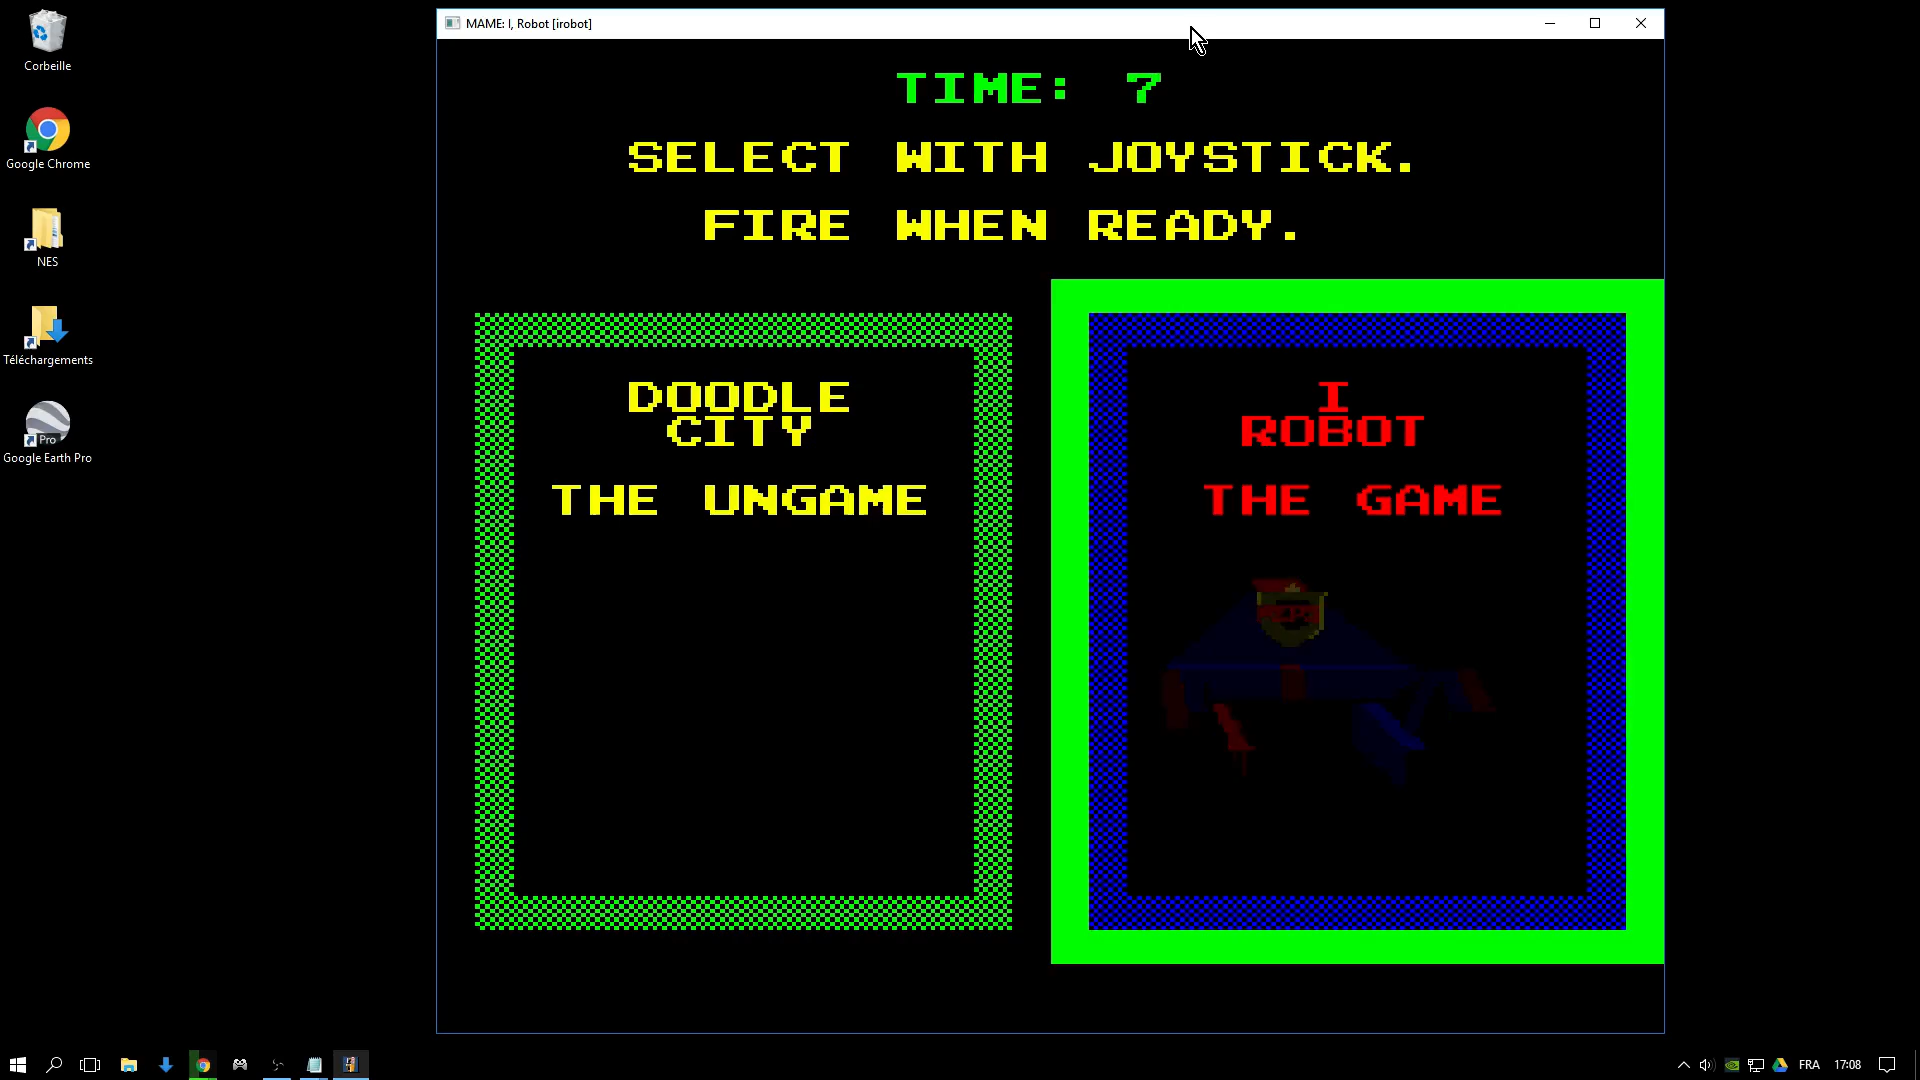 MAME: I, Robot [irobot]
Corbeille
Google Chrome
NES
Téléchargements
Pro
Google Earth Pro
TIME: 7
SELECT WITH JOYSTICK.
FIRE WHEN READY.
DOODLE
CITY
THE UNGAME
I
ROBOT
THE GAME
FRA
17:08